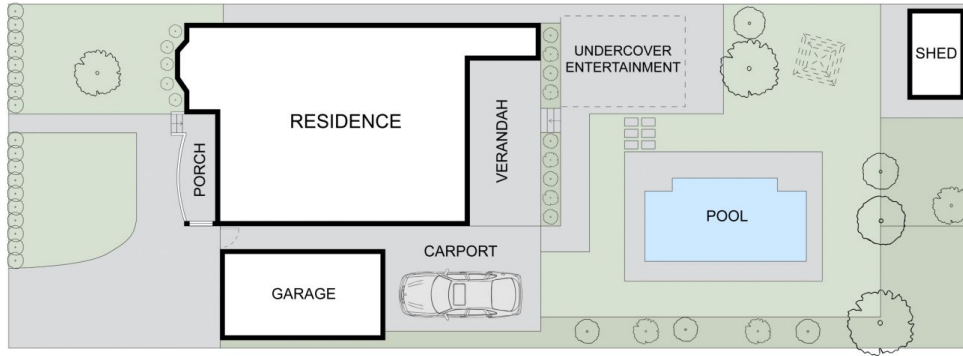 UNDERCOVER
ENTERTAINMENT
SHED
RESIDENCE
VERANDAH
PORCH
POOL
CARPORT
GARAGE